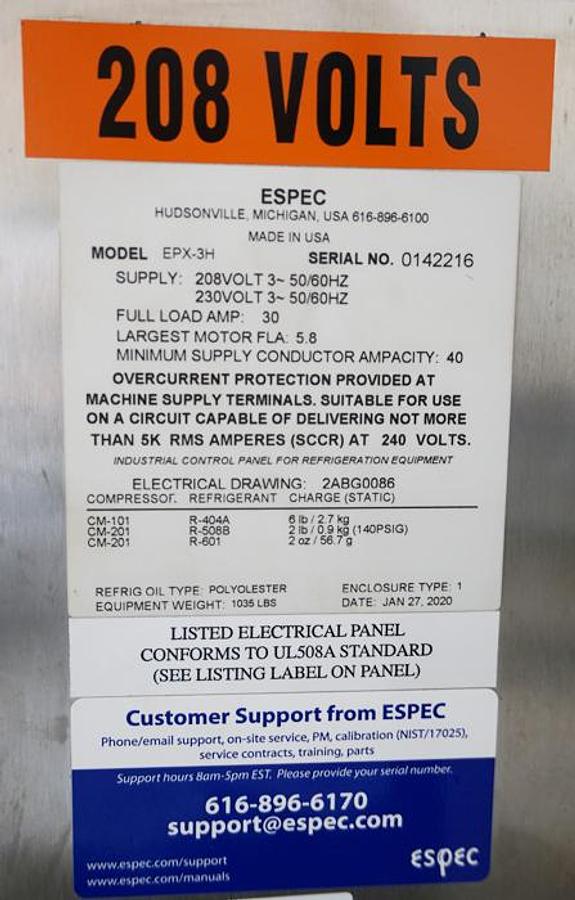 208 VOLTS
ESPEC
HUDSONVILLE, MICHIGAN, USA 616-896-6100
MADE IN USA
MODEL EPX-3H SERIAL NO. 0142216
SUPPLY: 208VOLT 3~ 50/60HZ
230VOLT 3~ 50/60HZ
FULL LOAD AMP: 30
LARGEST MOTOR FLA: 5.8
MINIMUM SUPPLY CONDUCTOR AMPACITY: 40
OVERCURRENT PROTECTION PROVIDED AT
MACHINE SUPPLY TERMINALS. SUITABLE FOR USE
ON A CIRCUIT CAPABLE OF DELIVERING NOT MORE
THAN 5K RMS AMPERES (SCCR) AT 240 VOLTS.
INDUSTRIAL CONTROL PANEL FOR REFRIGERATION EQUIPMENT
ELECTRICAL DRAWING: 2ABG0086
COMPRESSOR. REFRIGERANT CHARGE (STATIC)
CM-101 R-404A 6 lb / 2.7 kg
CM-201 R-508B 2 lb / 0.9 kg (140PSIG)
CM-201 R-601 2 oz / 56.7 g
REFRIG OIL TYPE: POLYOLESTER ENCLOSURE TYPE: 1
EQUIPMENT WEIGHT: 1035 LBS DATE: JAN 27, 2020
LISTED ELECTRICAL PANEL
CONFORMS TO UL508A STANDARD
(SEE LISTING LABEL ON PANEL)
Customer Support from ESPEC
Phone/email support, on-site service, PM, calibration (NIST/17025),
service contracts, training, parts
Support hours 8am-5pm EST. Please provide your serial number.
616-896-6170
support@espec.com
www.espec.com/support
www.espec.com/manuals
ESPEC